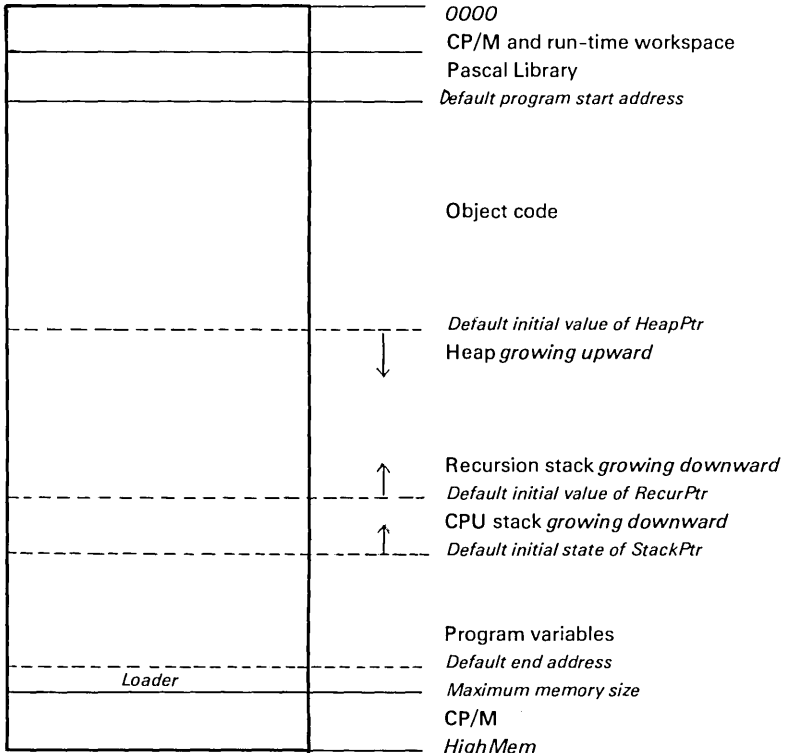 0000
CP/M and run-time workspace
Pascal Library
Default program start address
Object code
Default initial value of HeapPtr
Heap growing upward
Recursion stack growing downward
Default initial value of RecurPtr
CPU stack growing downward
Default initial state of StackPtr
Program variables
Default end address
Loader
Maximum memory size
CP/M
HighMem